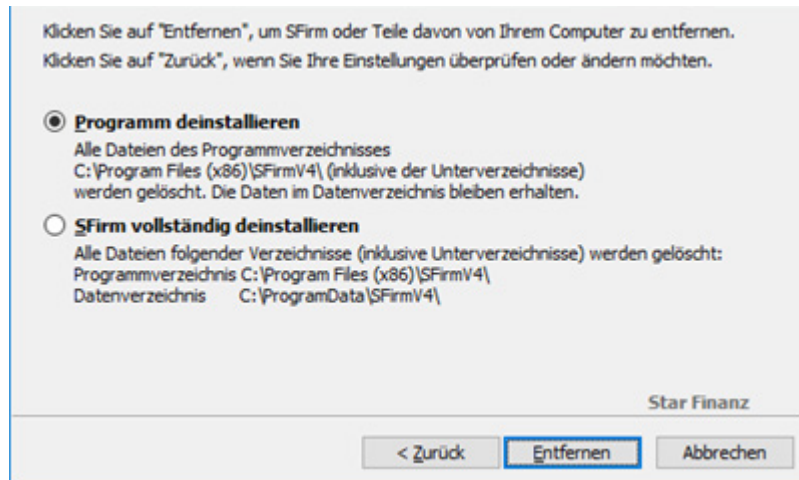 Klicken Sie auf "Entfernen", um SFirm oder Teile davon von Ihrem Computer zu entfernen.
Klicken Sie auf "Zurück", wenn Sie Ihre Einstellungen überprüfen oder ändern möchten.
Programm deinstallieren
Alle Dateien des Programmverzeichnisses
C:\Program Files (x86)\SFirmV4\ (inklusive der Unterverzeichnisse)
werden gelöscht. Die Daten im Datenverzeichnis bleiben erhalten.
SFirm vollständig deinstallieren
Alle Dateien folgender Verzeichnisse (inklusive Unterverzeichnisse) werden gelöscht:
Programmverzeichnis C:\Program Files (x86)\SFirmV4\
Datenverzeichnis C:\ProgramData\SFirmV4\
Star Finanz
< Zurück Entfernen Abbrechen